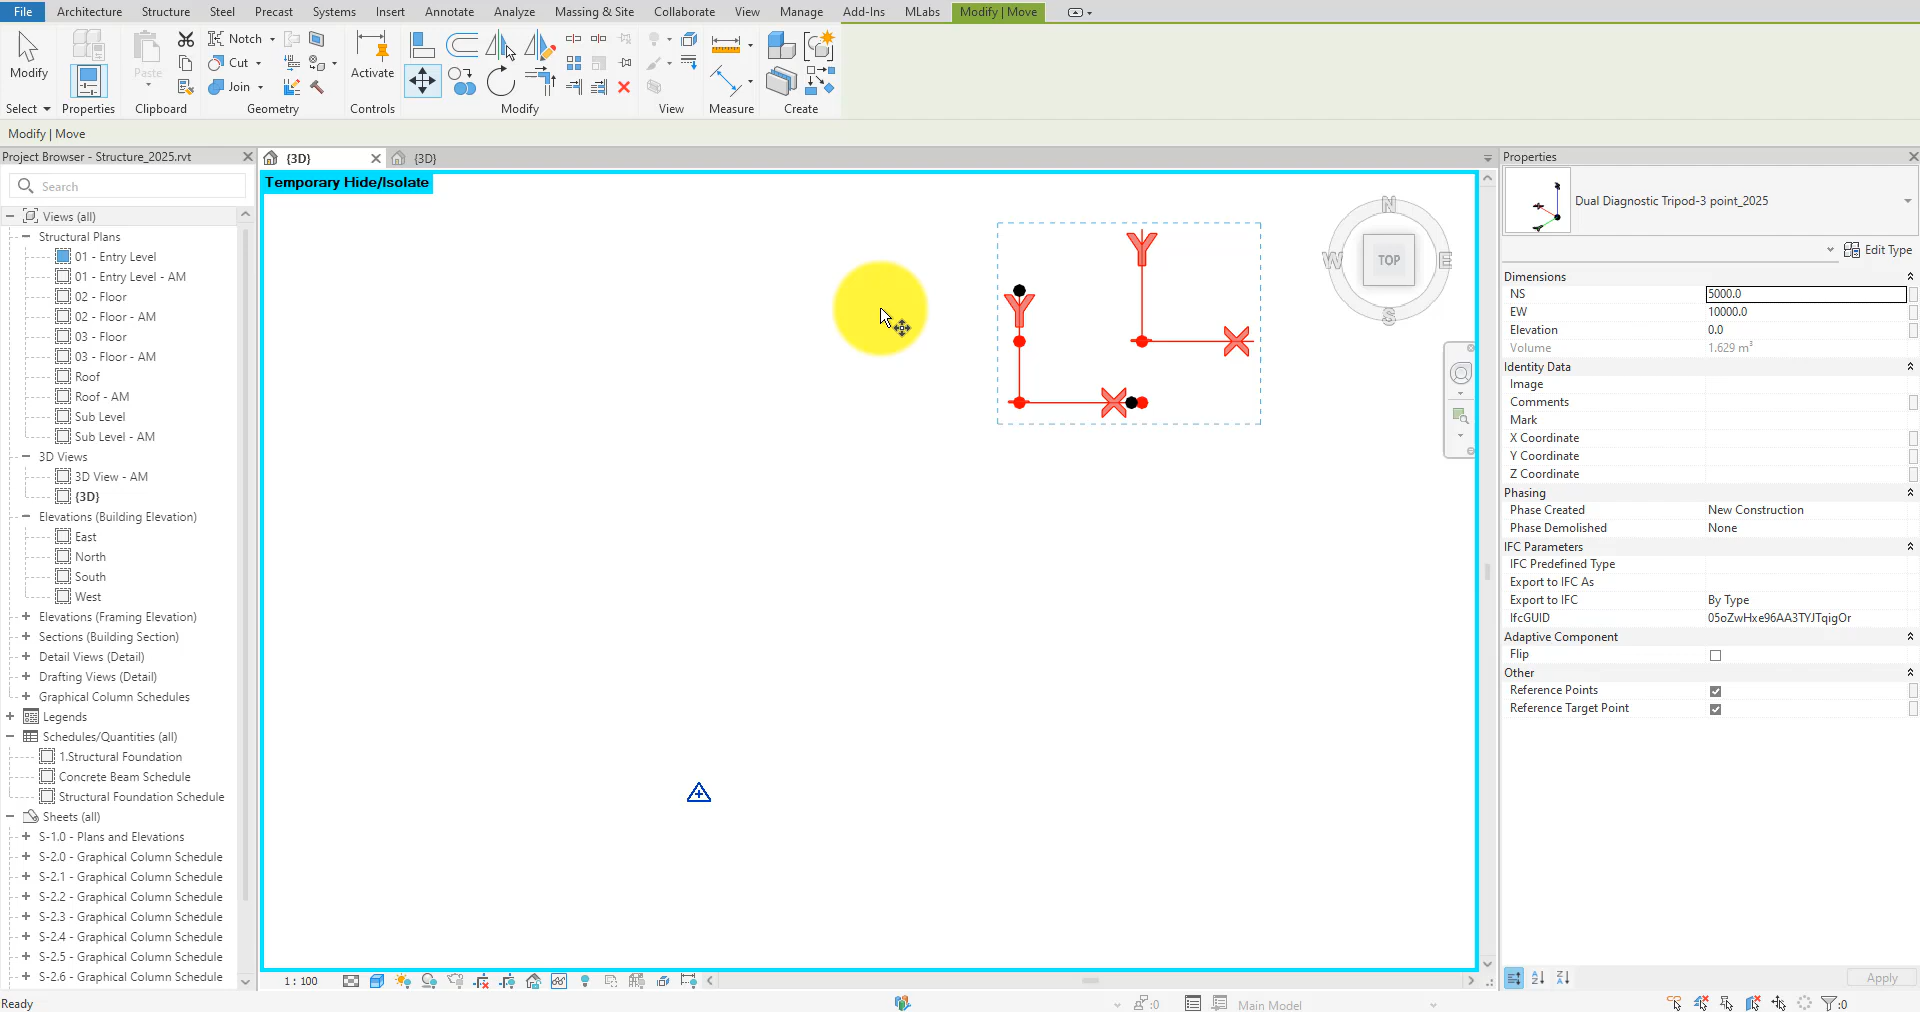 File Architecture Structure Steel Precast Systems Insert Annotate Analyze Massing & Site Collaborate View Manage Add-Ins MLabs Modify | Move
Modify
Paste
Notch
Cut
Join
Activate
Select Properties Clipboard Geometry Controls Modify View Measure Create
Modify | Move
Project Browser - Structure_2025.rvt
Search
Views (all)
Structural Plans
01 - Entry Level
01 - Entry Level - AM
02 - Floor
02 - Floor - AM
03 - Floor
03 - Floor - AM
Roof
Roof - AM
Sub Level
Sub Level - AM
3D Views
3D View - AM
{3D}
Elevations (Building Elevation)
East
North
South
West
Elevations (Framing Elevation)
Sections (Building Section)
Detail Views (Detail)
Drafting Views (Detail)
Graphical Column Schedules
Legends
Schedules/Quantities (all)
1.Structural Foundation
Concrete Beam Schedule
Structural Foundation Schedule
Sheets (all)
S-1.0 - Plans and Elevations
S-2.0 - Graphical Column Schedule
S-2.1 - Graphical Column Schedule
S-2.2 - Graphical Column Schedule
S-2.3 - Graphical Column Schedule
S-2.4 - Graphical Column Schedule
S-2.5 - Graphical Column Schedule
S-2.6 - Graphical Column Schedule
{3D} {3D}
Temporary Hide/Isolate
Y
Y
X
X
N
W TOP E
S
1 : 100
Properties
Dual Diagnostic Tripod-3 point_2025
Edit Type
Dimensions
NS 5000.0
EW 10000.0
Elevation 0.0
Volume 1.629 m³
Identity Data
Image
Comments
Mark
X Coordinate
Y Coordinate
Z Coordinate
Phasing
Phase Created New Construction
Phase Demolished None
IFC Parameters
IFC Predefined Type
Export to IFC As
Export to IFC By Type
IfcGUID 05oZwHxe96AA3TYJTqigOr
Adaptive Component
Flip
Other
Reference Points
Reference Target Point
Apply
Ready
:0
Main Model
:0